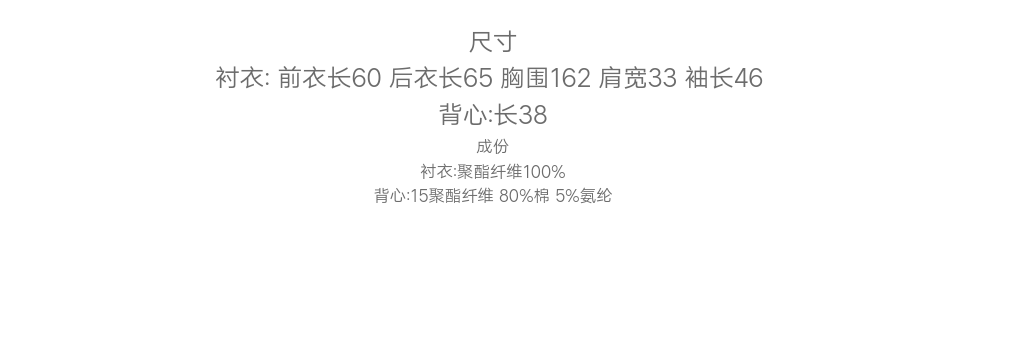 尺寸
衬衣: 前衣长60 后衣长65 胸围162 肩宽33 袖长46
背心:长38
成份
衬衣:聚酯纤维100%
背心:15聚酯纤维 80%棉 5%氨纶